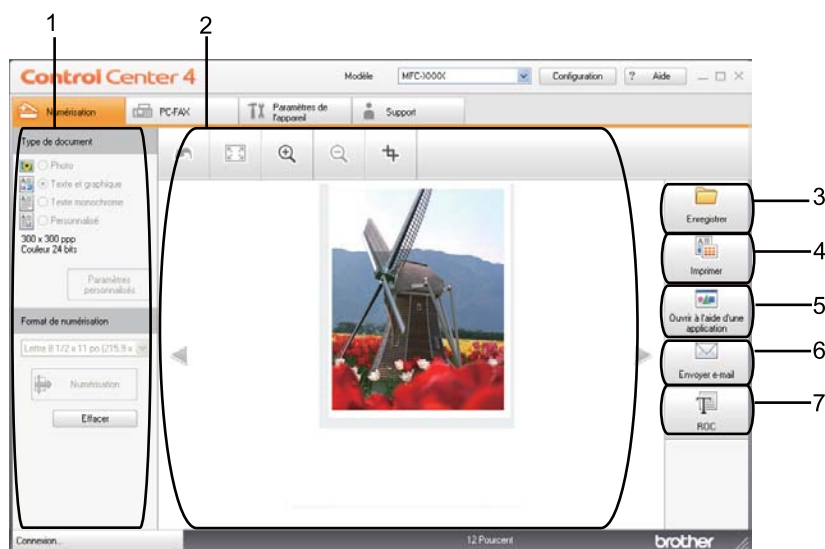 1
2
Control Center 4
Modèle
MFC-XXXX
Configuration
? Aide
Numérisation
PC-FAX
Paramètres de
l'appareil
Support
Type de document
Photo
Texte et graphique
Texte monochrome
Personnalisé
300 x 300 ppp
Couleur 24 bits
Paramètres
personnalisés
Format de numérisation
Lettre 8 1/2 x 11 po (215.9 x
Numérisation
Effacer
Enregistrer
3
Imprimer
4
Ouvrir à l'aide d'une
application
5
Envoyer e-mail
6
ROC
7
Connexion...
12 Pourcent
brother